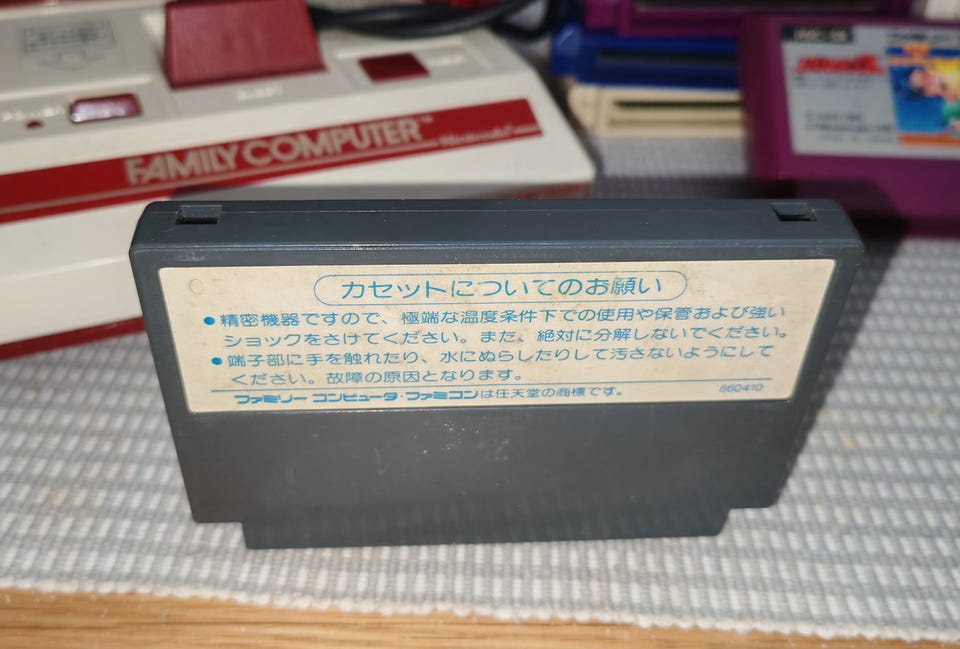 FAMILY COMPUTER™
Nintendo®
カセットについてのお願い
●精密機器ですので、極端な温度条件下での使用や保管および強い
ショックをさけてください。また、絶対に分解しないでください。
●端子部に手を触れたり、水にぬらしたりして汚さないようにして
ください。故障の原因となります。
ファミリー コンピュータ・ファミコンは任天堂の商標です。
860410